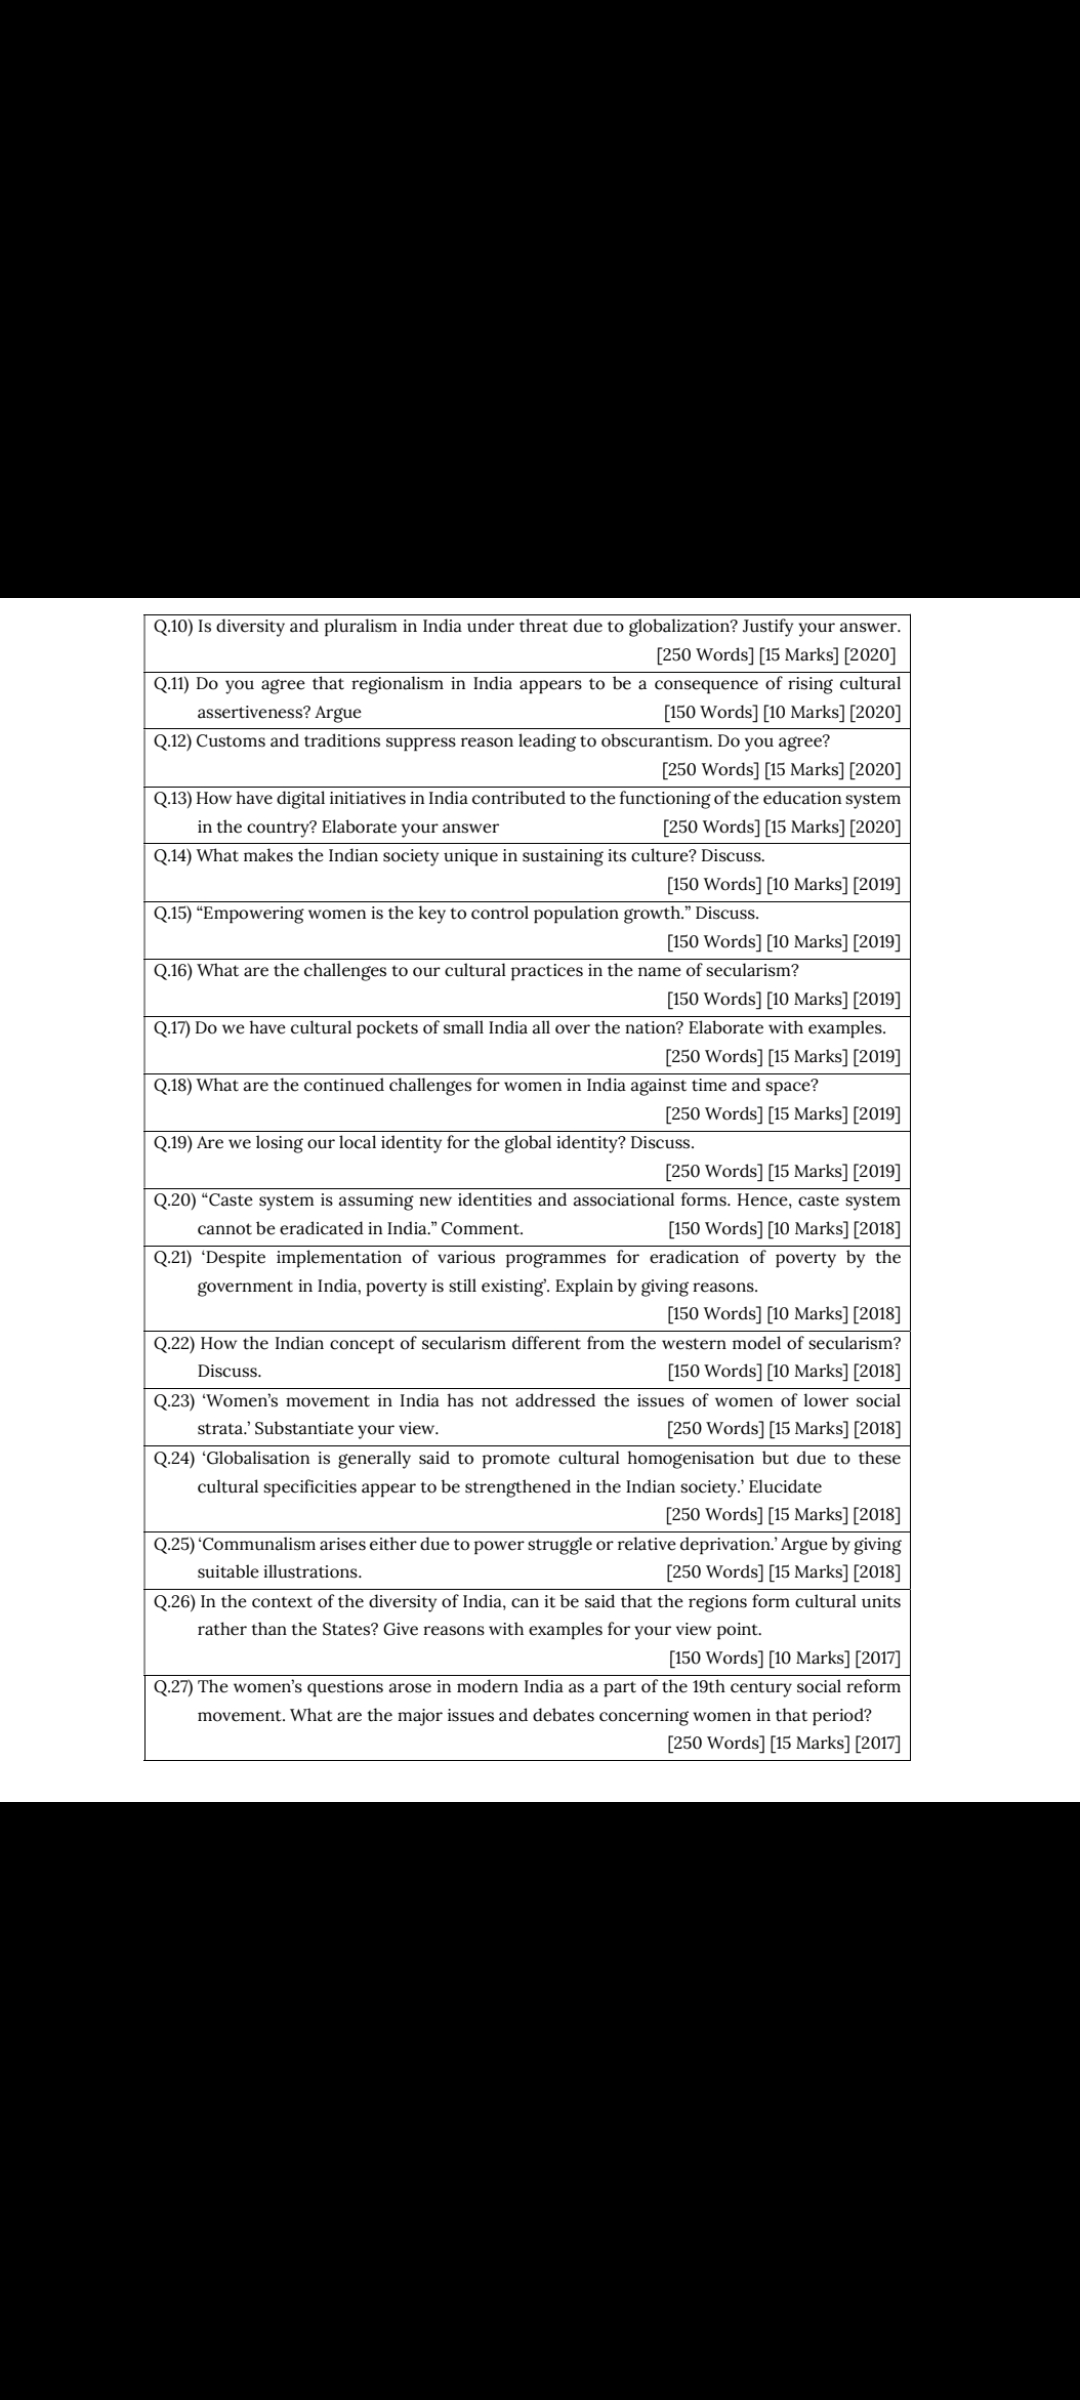 Q.10) Is diversity and pluralism in India under threat due to globalization? Justify your answer.
[250 Words] [15 Marks] [2020]
Q.11) Do you agree that regionalism in India appears to be a consequence of rising cultural
assertiveness? Argue [150 Words] [10 Marks] [2020]
Q.12) Customs and traditions suppress reason leading to obscurantism. Do you agree?
[250 Words] [15 Marks] [2020]
Q.13) How have digital initiatives in India contributed to the functioning of the education system
in the country? Elaborate your answer [250 Words] [15 Marks] [2020]
Q.14) What makes the Indian society unique in sustaining its culture? Discuss.
[150 Words] [10 Marks] [2019]
Q.15) “Empowering women is the key to control population growth.” Discuss.
[150 Words] [10 Marks] [2019]
Q.16) What are the challenges to our cultural practices in the name of secularism?
[150 Words] [10 Marks] [2019]
Q.17) Do we have cultural pockets of small India all over the nation? Elaborate with examples.
[250 Words] [15 Marks] [2019]
Q.18) What are the continued challenges for women in India against time and space?
[250 Words] [15 Marks] [2019]
Q.19) Are we losing our local identity for the global identity? Discuss.
[250 Words] [15 Marks] [2019]
Q.20) “Caste system is assuming new identities and associational forms. Hence, caste system
cannot be eradicated in India.” Comment. [150 Words] [10 Marks] [2018]
Q.21) ‘Despite implementation of various programmes for eradication of poverty by the
government in India, poverty is still existing’. Explain by giving reasons.
[150 Words] [10 Marks] [2018]
Q.22) How the Indian concept of secularism different from the western model of secularism?
Discuss. [150 Words] [10 Marks] [2018]
Q.23) ‘Women’s movement in India has not addressed the issues of women of lower social
strata.’ Substantiate your view. [250 Words] [15 Marks] [2018]
Q.24) ‘Globalisation is generally said to promote cultural homogenisation but due to these
cultural specificities appear to be strengthened in the Indian society.’ Elucidate
[250 Words] [15 Marks] [2018]
Q.25) ‘Communalism arises either due to power struggle or relative deprivation.’ Argue by giving
suitable illustrations. [250 Words] [15 Marks] [2018]
Q.26) In the context of the diversity of India, can it be said that the regions form cultural units
rather than the States? Give reasons with examples for your view point.
[150 Words] [10 Marks] [2017]
Q.27) The women’s questions arose in modern India as a part of the 19th century social reform
movement. What are the major issues and debates concerning women in that period?
[250 Words] [15 Marks] [2017]